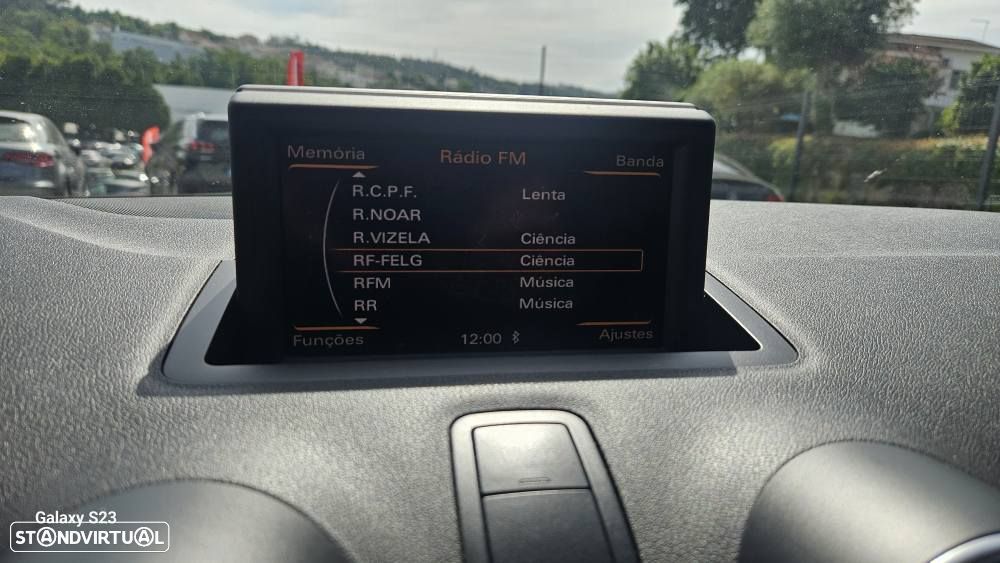 Memória Rádio FM Banda
R.C.P.F. Lenta
R.NOAR
R.VIZELA Ciência
RF-FELG Ciência
RFM Música
RR Música
Funções 12:00 Ajustes
Galaxy S23
STANDVIRTUAL